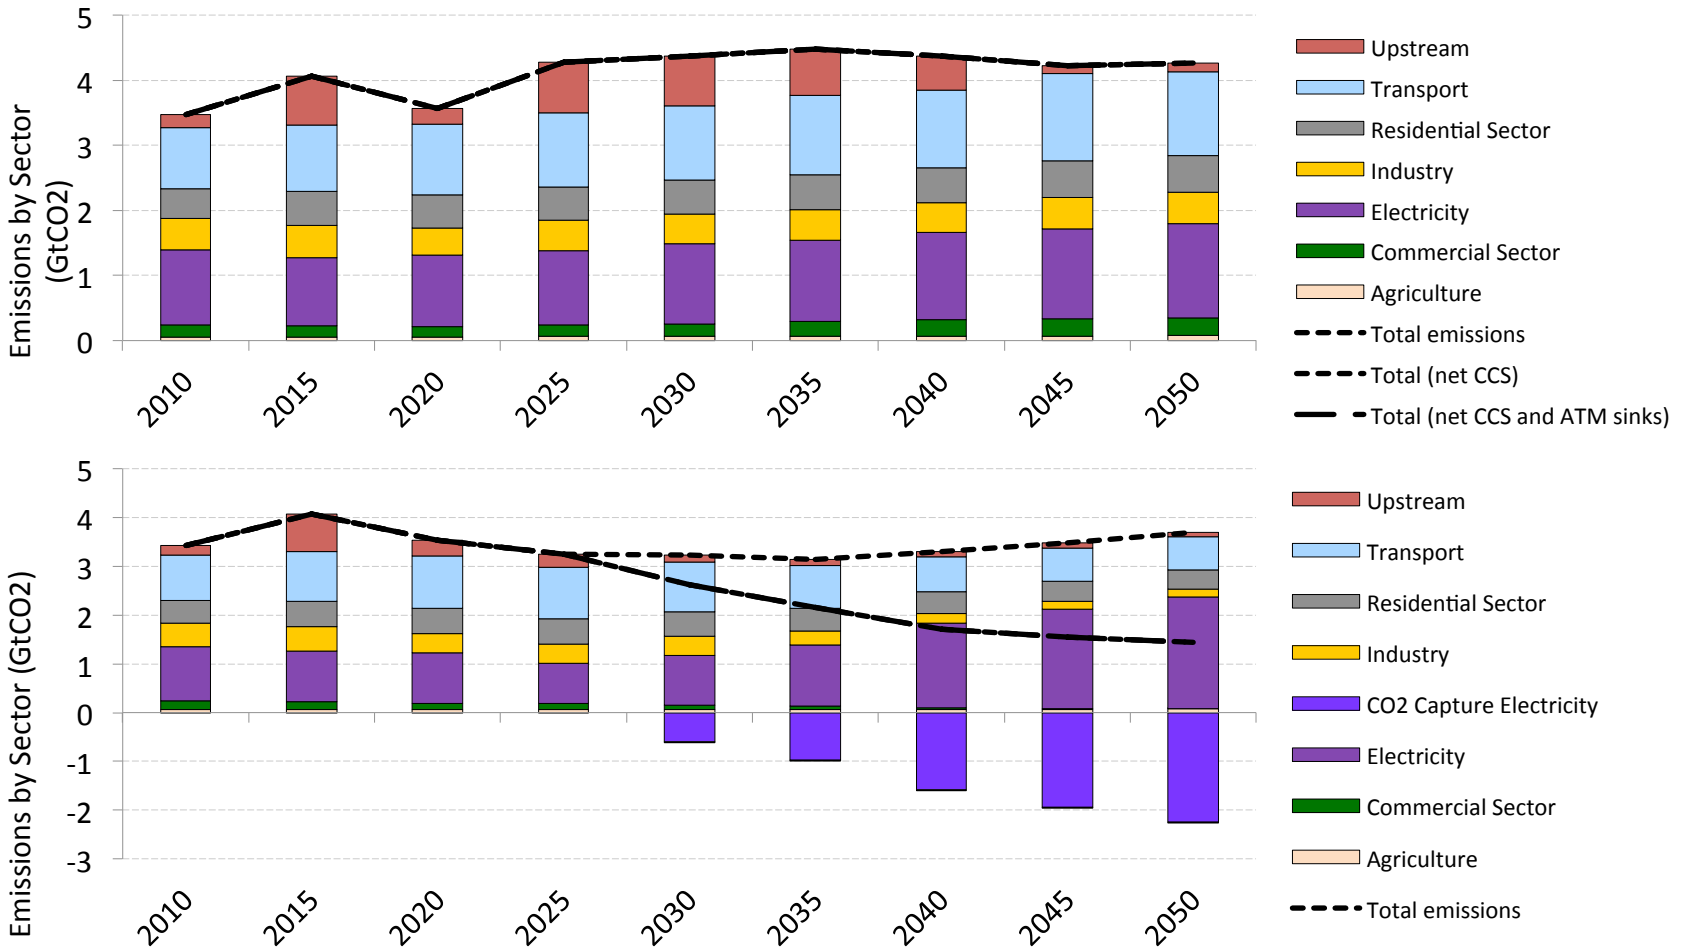 Emissions by Sector
(GtCO2)
5
4
3
2
1
0
2010
2015
2020
2025
2030
2035
2040
2045
2050
Upstream
Transport
Residential Sector
Industry
Electricity
Commercial Sector
Agriculture
Total emissions
Total (net CCS)
Total (net CCS and ATM sinks)
Emissions by Sector (GtCO2)
5
4
3
2
1
0
-1
-2
-3
2010
2015
2020
2025
2030
2035
2040
2045
2050
Upstream
Transport
Residential Sector
Industry
CO2 Capture Electricity
Electricity
Commercial Sector
Agriculture
Total emissions